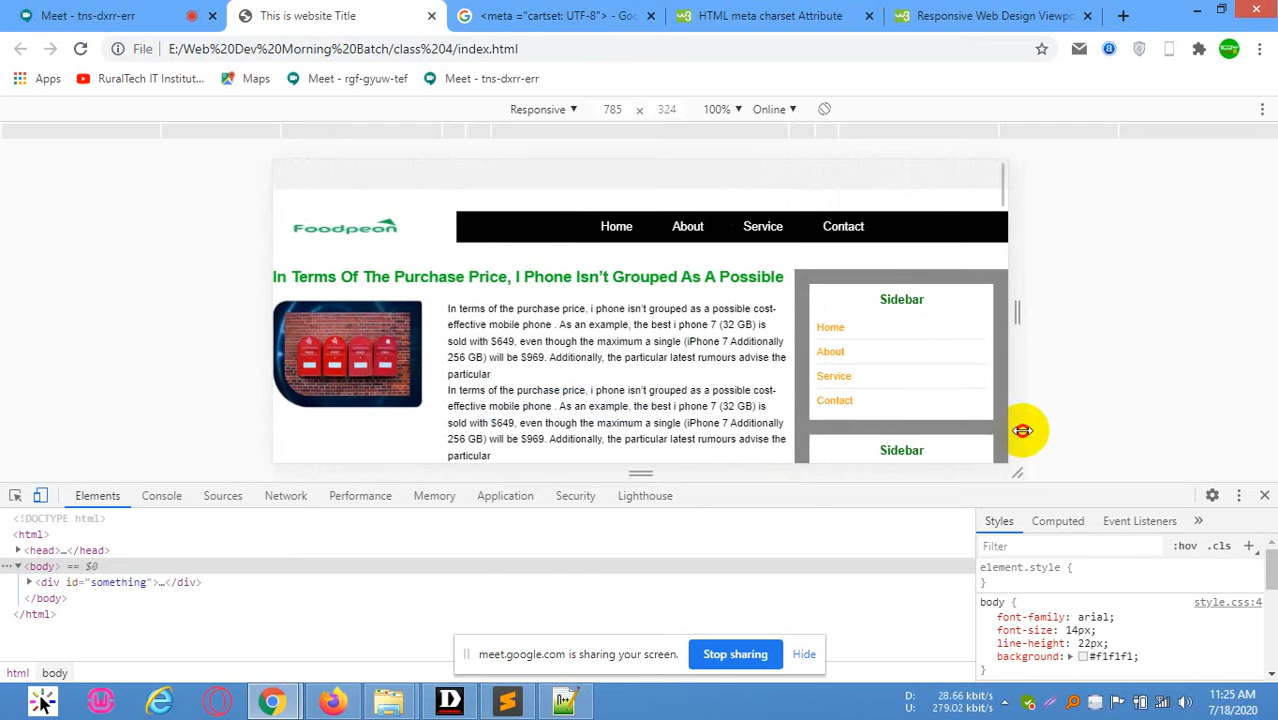 Meet - tns-dxrr-err
This is website Title
<meta ="cartset: UTF-8"> - Goo
HTML meta charset Attribute
Responsive Web Design Viewpo
File E:/Web%20Dev%20Morning%20Batch/class%204/index.html
Apps RuralTech IT Institut... Maps Meet - rgf-gyuw-tef Meet - tns-dxrr-err
Responsive 785 × 324 100% Online
Foodpeon
Home About Service Contact
In Terms Of The Purchase Price, I Phone Isn't Grouped As A Possible
In terms of the purchase price, i phone isn't grouped as a possible cost-
effective mobile phone . As an example, the best i phone 7 (32 GB) is
sold with $649, even though the maximum a single (iPhone 7 Additionally
256 GB) will be $969. Additionally, the particular latest rumours advise the
particular
In terms of the purchase price, i phone isn't grouped as a possible cost-
effective mobile phone . As an example, the best i phone 7 (32 GB) is
sold with $649, even though the maximum a single (iPhone 7 Additionally
256 GB) will be $969. Additionally, the particular latest rumours advise the
particular
Sidebar
Home
About
Service
Contact
Sidebar
Elements Console Sources Network Performance Memory Application Security Lighthouse
<!DOCTYPE html>
<html>
<head>…</head>
<body> == $0
<div id="something">…</div>
</body>
</html>
html body
Styles Computed Event Listeners »
Filter :hov .cls +
element.style {
}
body { style.css:4
font-family: arial;
font-size: 14px;
line-height: 22px;
background: #f1f1f1;
}
meet.google.com is sharing your screen. Stop sharing Hide
D: 28.66 kbit/s
U: 279.02 kbit/s
11:25 AM
7/18/2020